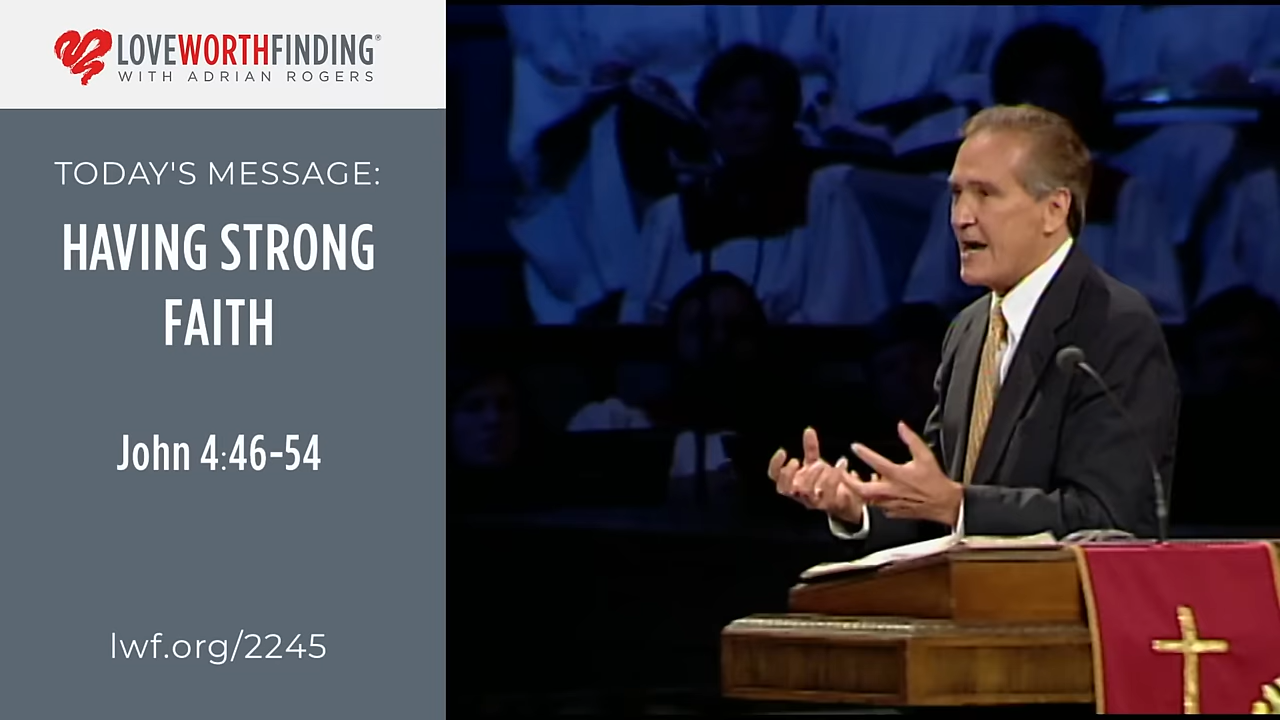 LOVEWORTHFINDING®
WITH ADRIAN ROGERS
TODAY'S MESSAGE:
HAVING STRONG
FAITH
John 4:46-54
lwf.org/2245